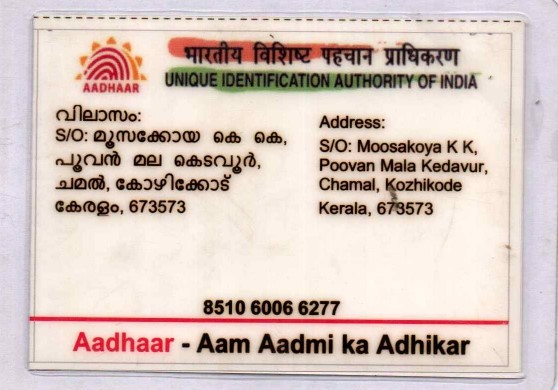 भारतीय विशिष्ट पहचान प्राधिकरण
UNIQUE IDENTIFICATION AUTHORITY OF INDIA
AADHAAR
വിലാസം:
S/O: മൂസക്കോയ കെ കെ,
പൂവൻ മല കെടവൂർ,
ചമൽ, കോഴിക്കോട്
കേരളം, 673573
Address:
S/O: Moosakoya K K,
Poovan Mala Kedavur,
Chamal, Kozhikode
Kerala, 673573
8510 6006 6277
Aadhaar - Aam Aadmi ka Adhikar